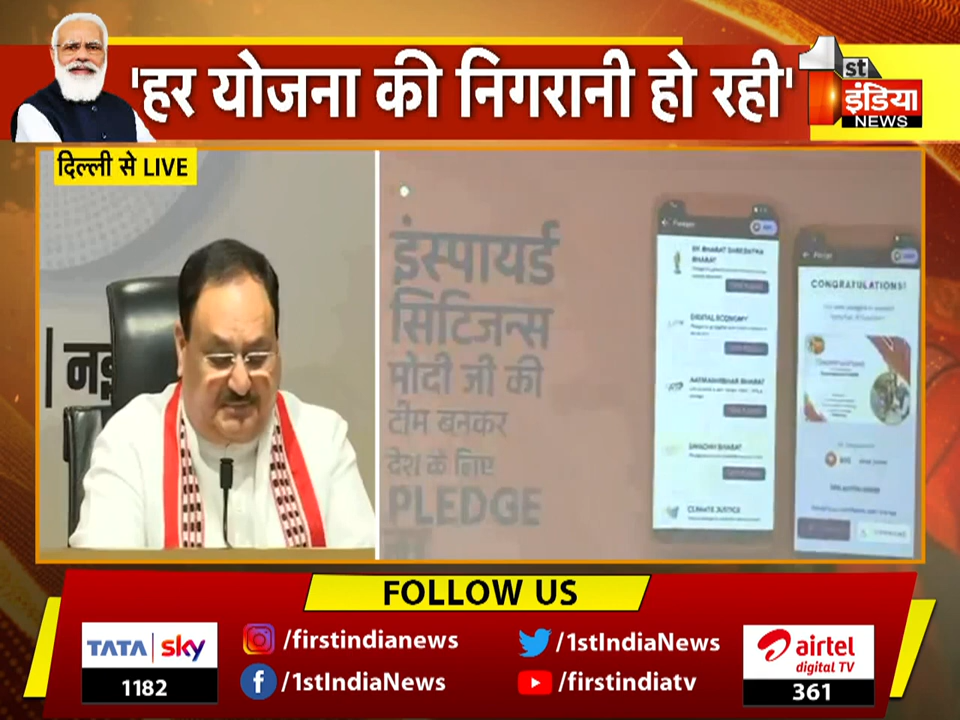 'हर योजना की निगरानी हो रही'
1st
इंडिया
NEWS
दिल्ली से LIVE
इंस्पायर्ड
सिटिजन्स
मोदी जी की
टीम बनकर
देश के लिए
PLEDGE
DIGITAL ECONOMY
AATMANIRBHAR BHARAT
SWACHH BHARAT
CLIMATE JUSTICE
CONGRATULATIONS!
FOLLOW US
TATA sky
1182
/firstindianews
/1stIndiaNews
/1stIndiaNews
/firstindiatv
airtel
digital TV
361